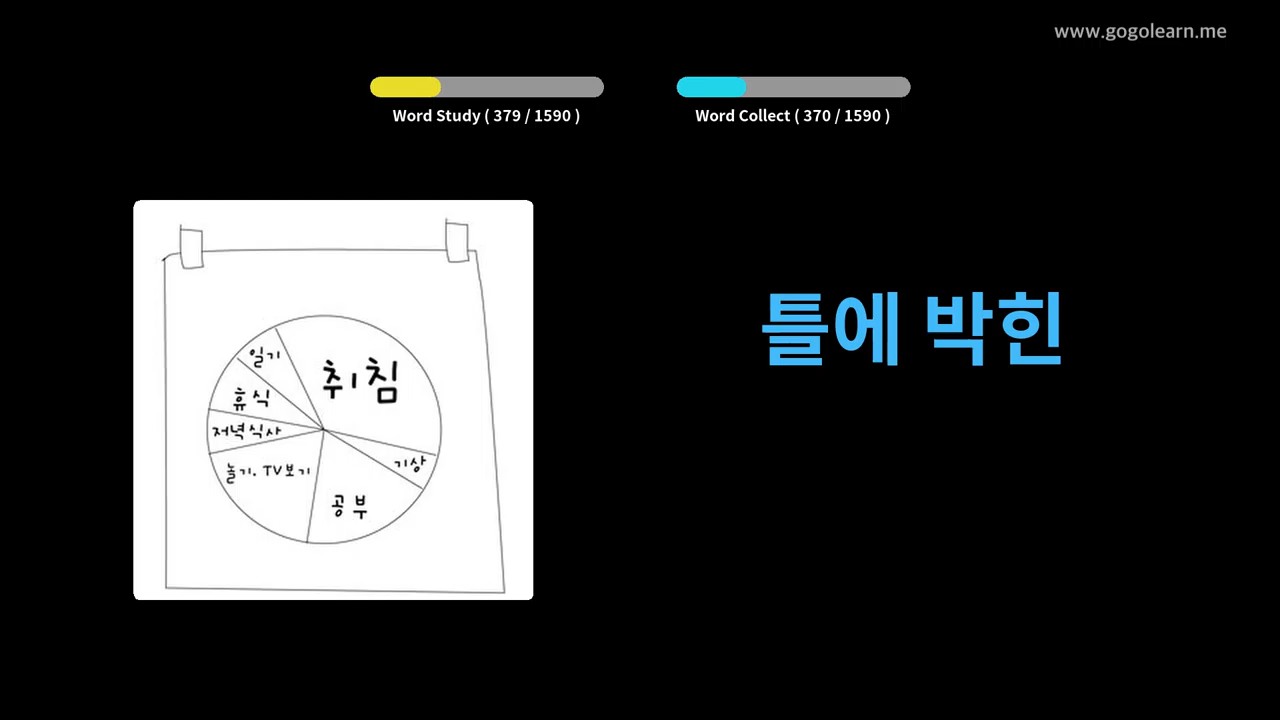 www.gogolearn.me
Word Study ( 379 / 1590 )
Word Collect ( 370 / 1590 )
일기
취침
휴식
저녁식사
놀기. TV보기
기상
공부
틀에 박힌